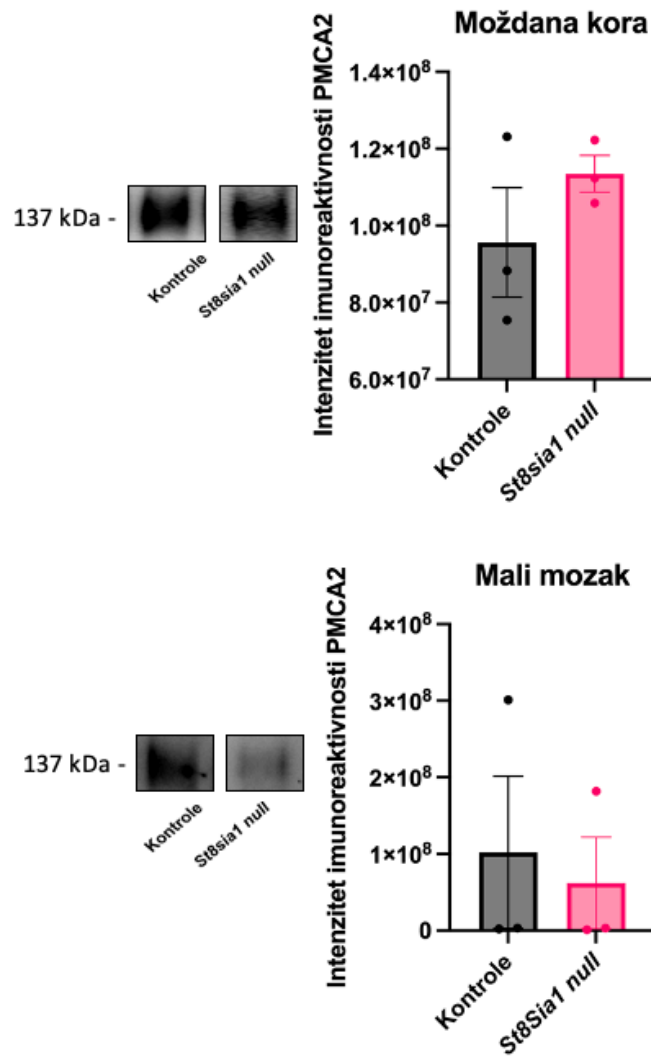 Moždana kora
Intenzitet imunoreaktivnosti PMCA2
1.4×10⁸
1.2×10⁸
1.0×10⁸
8.0×10⁷
6.0×10⁷
Kontrole
St8sia1 null
137 kDa -
Kontrole
St8sia1 null
Mali mozak
Intenzitet imunoreaktivnosti PMCA2
4×10⁸
3×10⁸
2×10⁸
1×10⁸
0
Kontrole
St8Sia1 null
137 kDa -
Kontrole
St8sia1 null